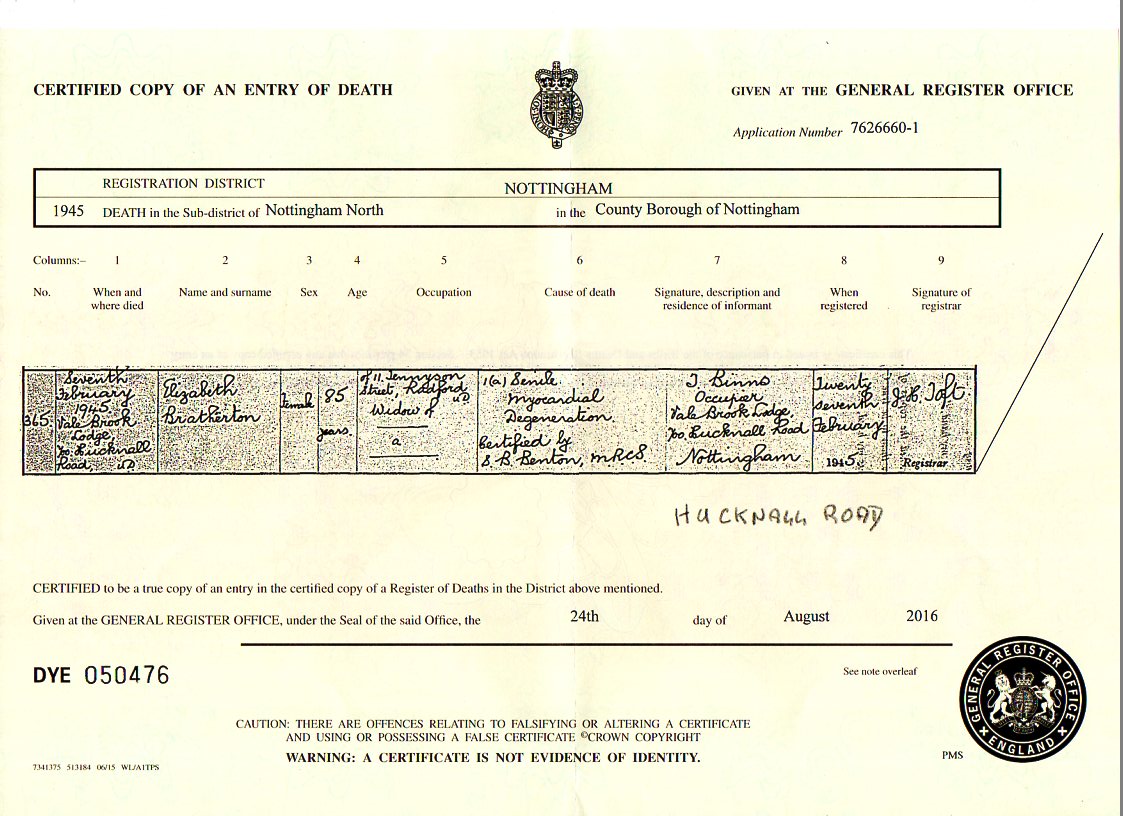 CERTIFIED COPY OF AN ENTRY OF DEATH
GIVEN AT THE GENERAL REGISTER OFFICE
Application Number 7626660-1
REGISTRATION DISTRICT NOTTINGHAM
1945 DEATH in the Sub-district of Nottingham North in the County Borough of Nottingham
Columns:– 1 2 3 4 5 6 7 8 9
No. When and where died Name and surname Sex Age Occupation Cause of death Signature, description and residence of informant When registered Signature of registrar
365
Seventh
February
1945
Vale Brook
Lodge,
Road, UD
Elizabeth
Bratherton
Female
85
years
of 11. Tennyson
Street, Radford
UD
Widow of
a
1(a) Senile
Myocardial
Degeneration.
Certified by
S. B. Benton, MRCS
J. Binns
Occupier
Vale Brook Lodge,
Bucknall Road
Nottingham
Twenty
seventh
February
1945
J. H. Toft.
Registrar
HUCKNALL ROAD
CERTIFIED to be a true copy of an entry in the certified copy of a Register of Deaths in the District above mentioned.
Given at the GENERAL REGISTER OFFICE, under the Seal of the said Office, the 24th day of August 2016
DYE 050476
See note overleaf
CAUTION: THERE ARE OFFENCES RELATING TO FALSIFYING OR ALTERING A CERTIFICATE
AND USING OR POSSESSING A FALSE CERTIFICATE ©CROWN COPYRIGHT
WARNING: A CERTIFICATE IS NOT EVIDENCE OF IDENTITY.
GENERAL REGISTER OFFICE
ENGLAND
PMS
7341375 513184 06/15 WL/A1TPS